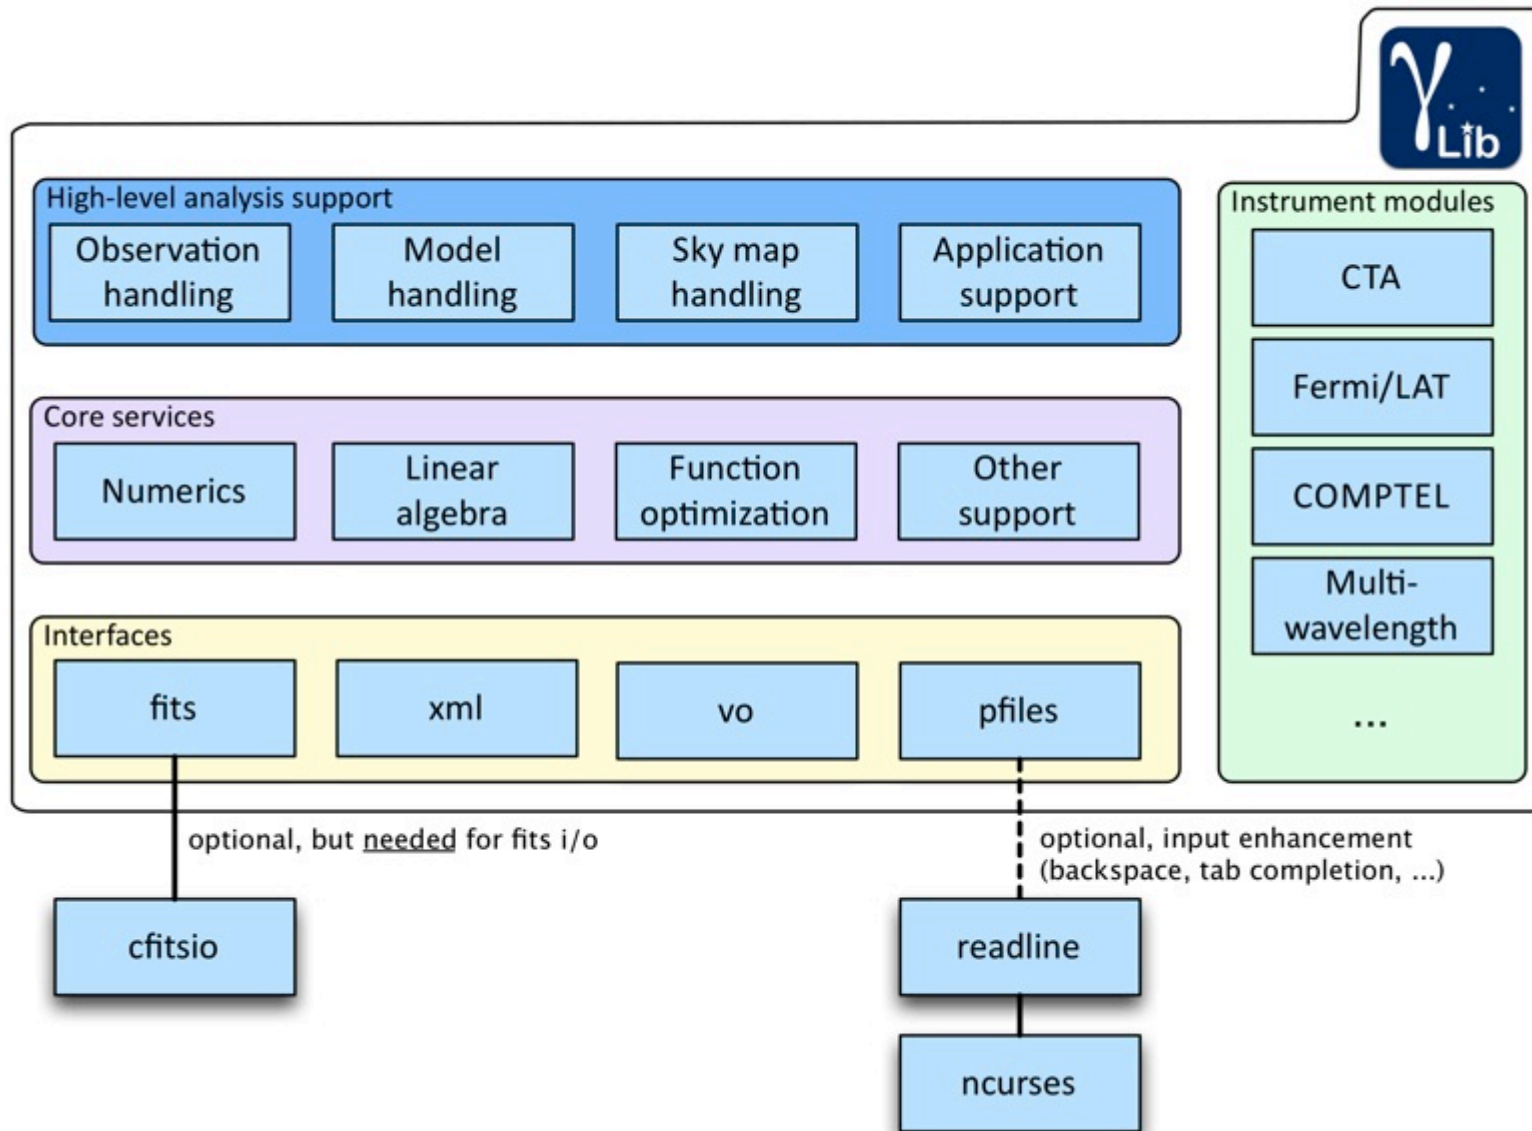 γ
Lib
High-level analysis support
Observation
handling
Model
handling
Sky map
handling
Application
support
Core services
Numerics
Linear
algebra
Function
optimization
Other
support
Interfaces
fits
xml
vo
pfiles
Instrument modules
CTA
Fermi/LAT
COMPTEL
Multi-
wavelength
...
optional, but needed for fits i/o
optional, input enhancement
(backspace, tab completion, ...)
cfitsio
readline
ncurses